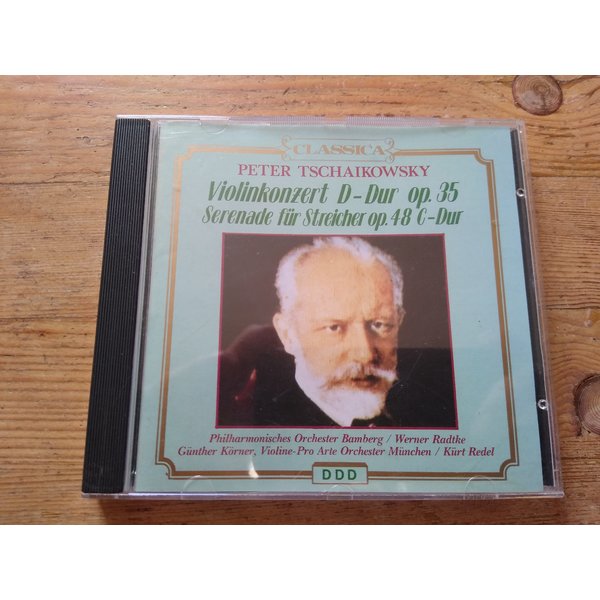 CLASSICA
PETER TSCHAIKOWSKY
Violinkonzert D-Dur op. 35
Serenade für Streicher op. 48 C-Dur
Philharmonisches Orchester Bamberg / Werner Radtke
Günther Körner, Violine-Pro Arte Orchester München / Kürt Redel
DDD